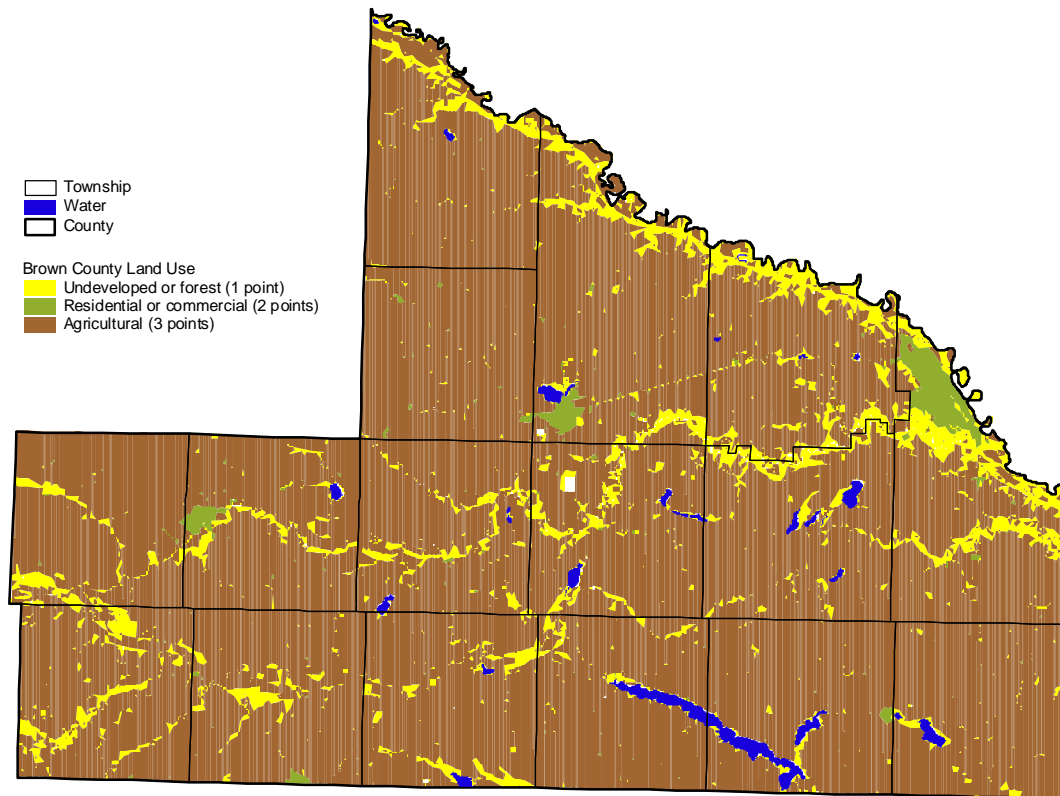 Township
Water
County
Brown County Land Use
Undeveloped or forest (1 point)
Residential or commercial (2 points)
Agricultural (3 points)